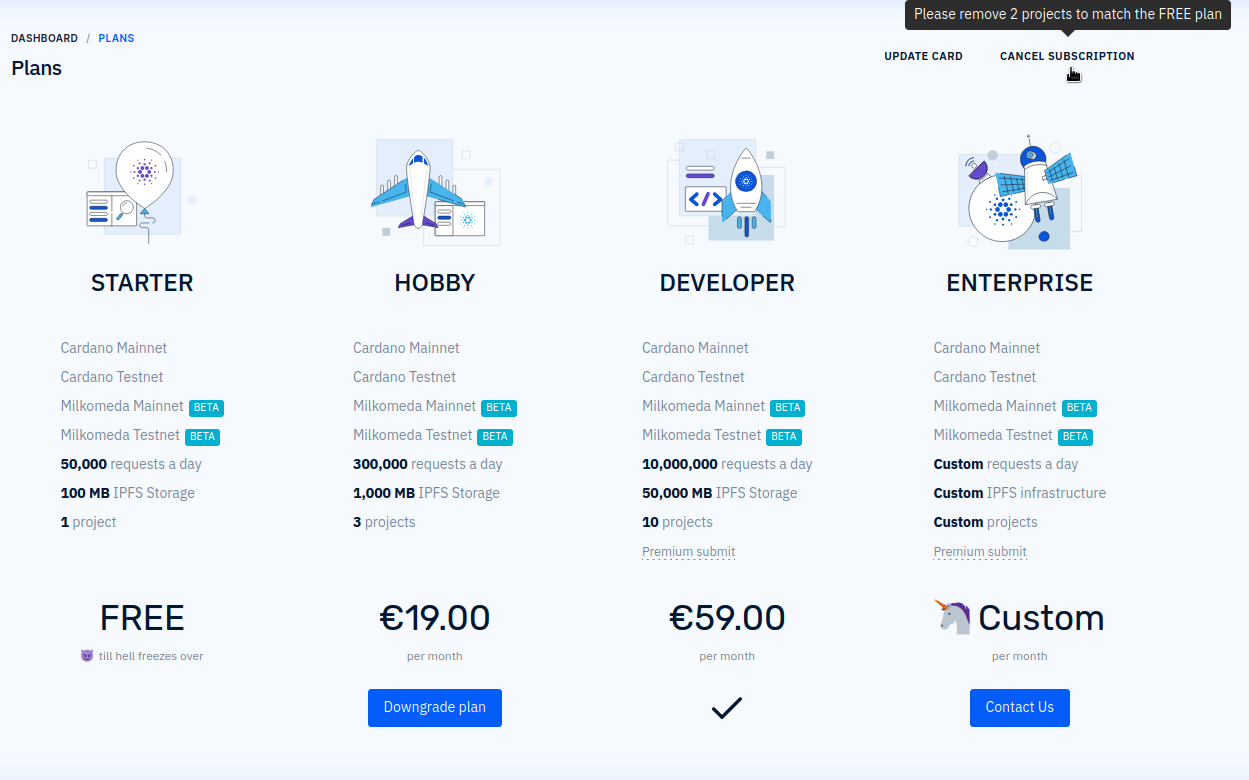 Please remove 2 projects to match the FREE plan
DASHBOARD / PLANS
UPDATE CARD CANCEL SUBSCRIPTION
Plans
STARTER
Cardano Mainnet
Cardano Testnet
Milkomeda Mainnet BETA
Milkomeda Testnet BETA
50,000 requests a day
100 MB IPFS Storage
1 project
FREE
😈 till hell freezes over
HOBBY
Cardano Mainnet
Cardano Testnet
Milkomeda Mainnet BETA
Milkomeda Testnet BETA
300,000 requests a day
1,000 MB IPFS Storage
3 projects
€19.00
per month
Downgrade plan
DEVELOPER
Cardano Mainnet
Cardano Testnet
Milkomeda Mainnet BETA
Milkomeda Testnet BETA
10,000,000 requests a day
50,000 MB IPFS Storage
10 projects
Premium submit
€59.00
per month
ENTERPRISE
Cardano Mainnet
Cardano Testnet
Milkomeda Mainnet BETA
Milkomeda Testnet BETA
Custom requests a day
Custom IPFS infrastructure
Custom projects
Premium submit
🦄 Custom
per month
Contact Us